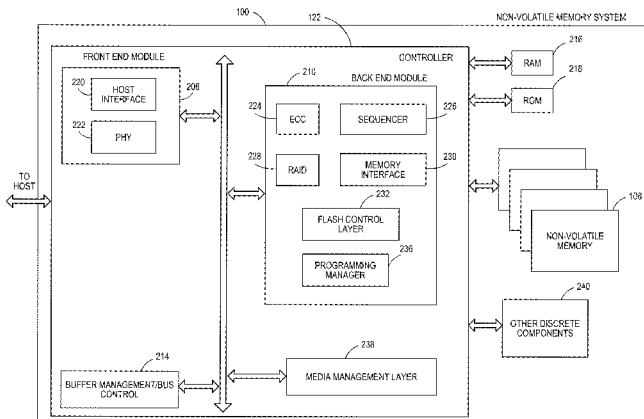 100
NON-VOLATILE MEMORY SYSTEM
122
FRONT END MODULE
CONTROLLER
220
HOST
INTERFACE
208
222
PHY
210
BACK END MODULE
224
ECC
SEQUENCER
226
228
RAID
MEMORY
INTERFACE
230
232
FLASH CONTROL
LAYER
236
PROGRAMMING
MANAGER
216
RAM
218
ROM
TO
HOST
106
NON-VOLATILE
MEMORY
240
OTHER DISCRETE
COMPONENTS
214
BUFFER MANAGEMENT/BUS
CONTROL
238
MEDIA MANAGEMENT LAYER